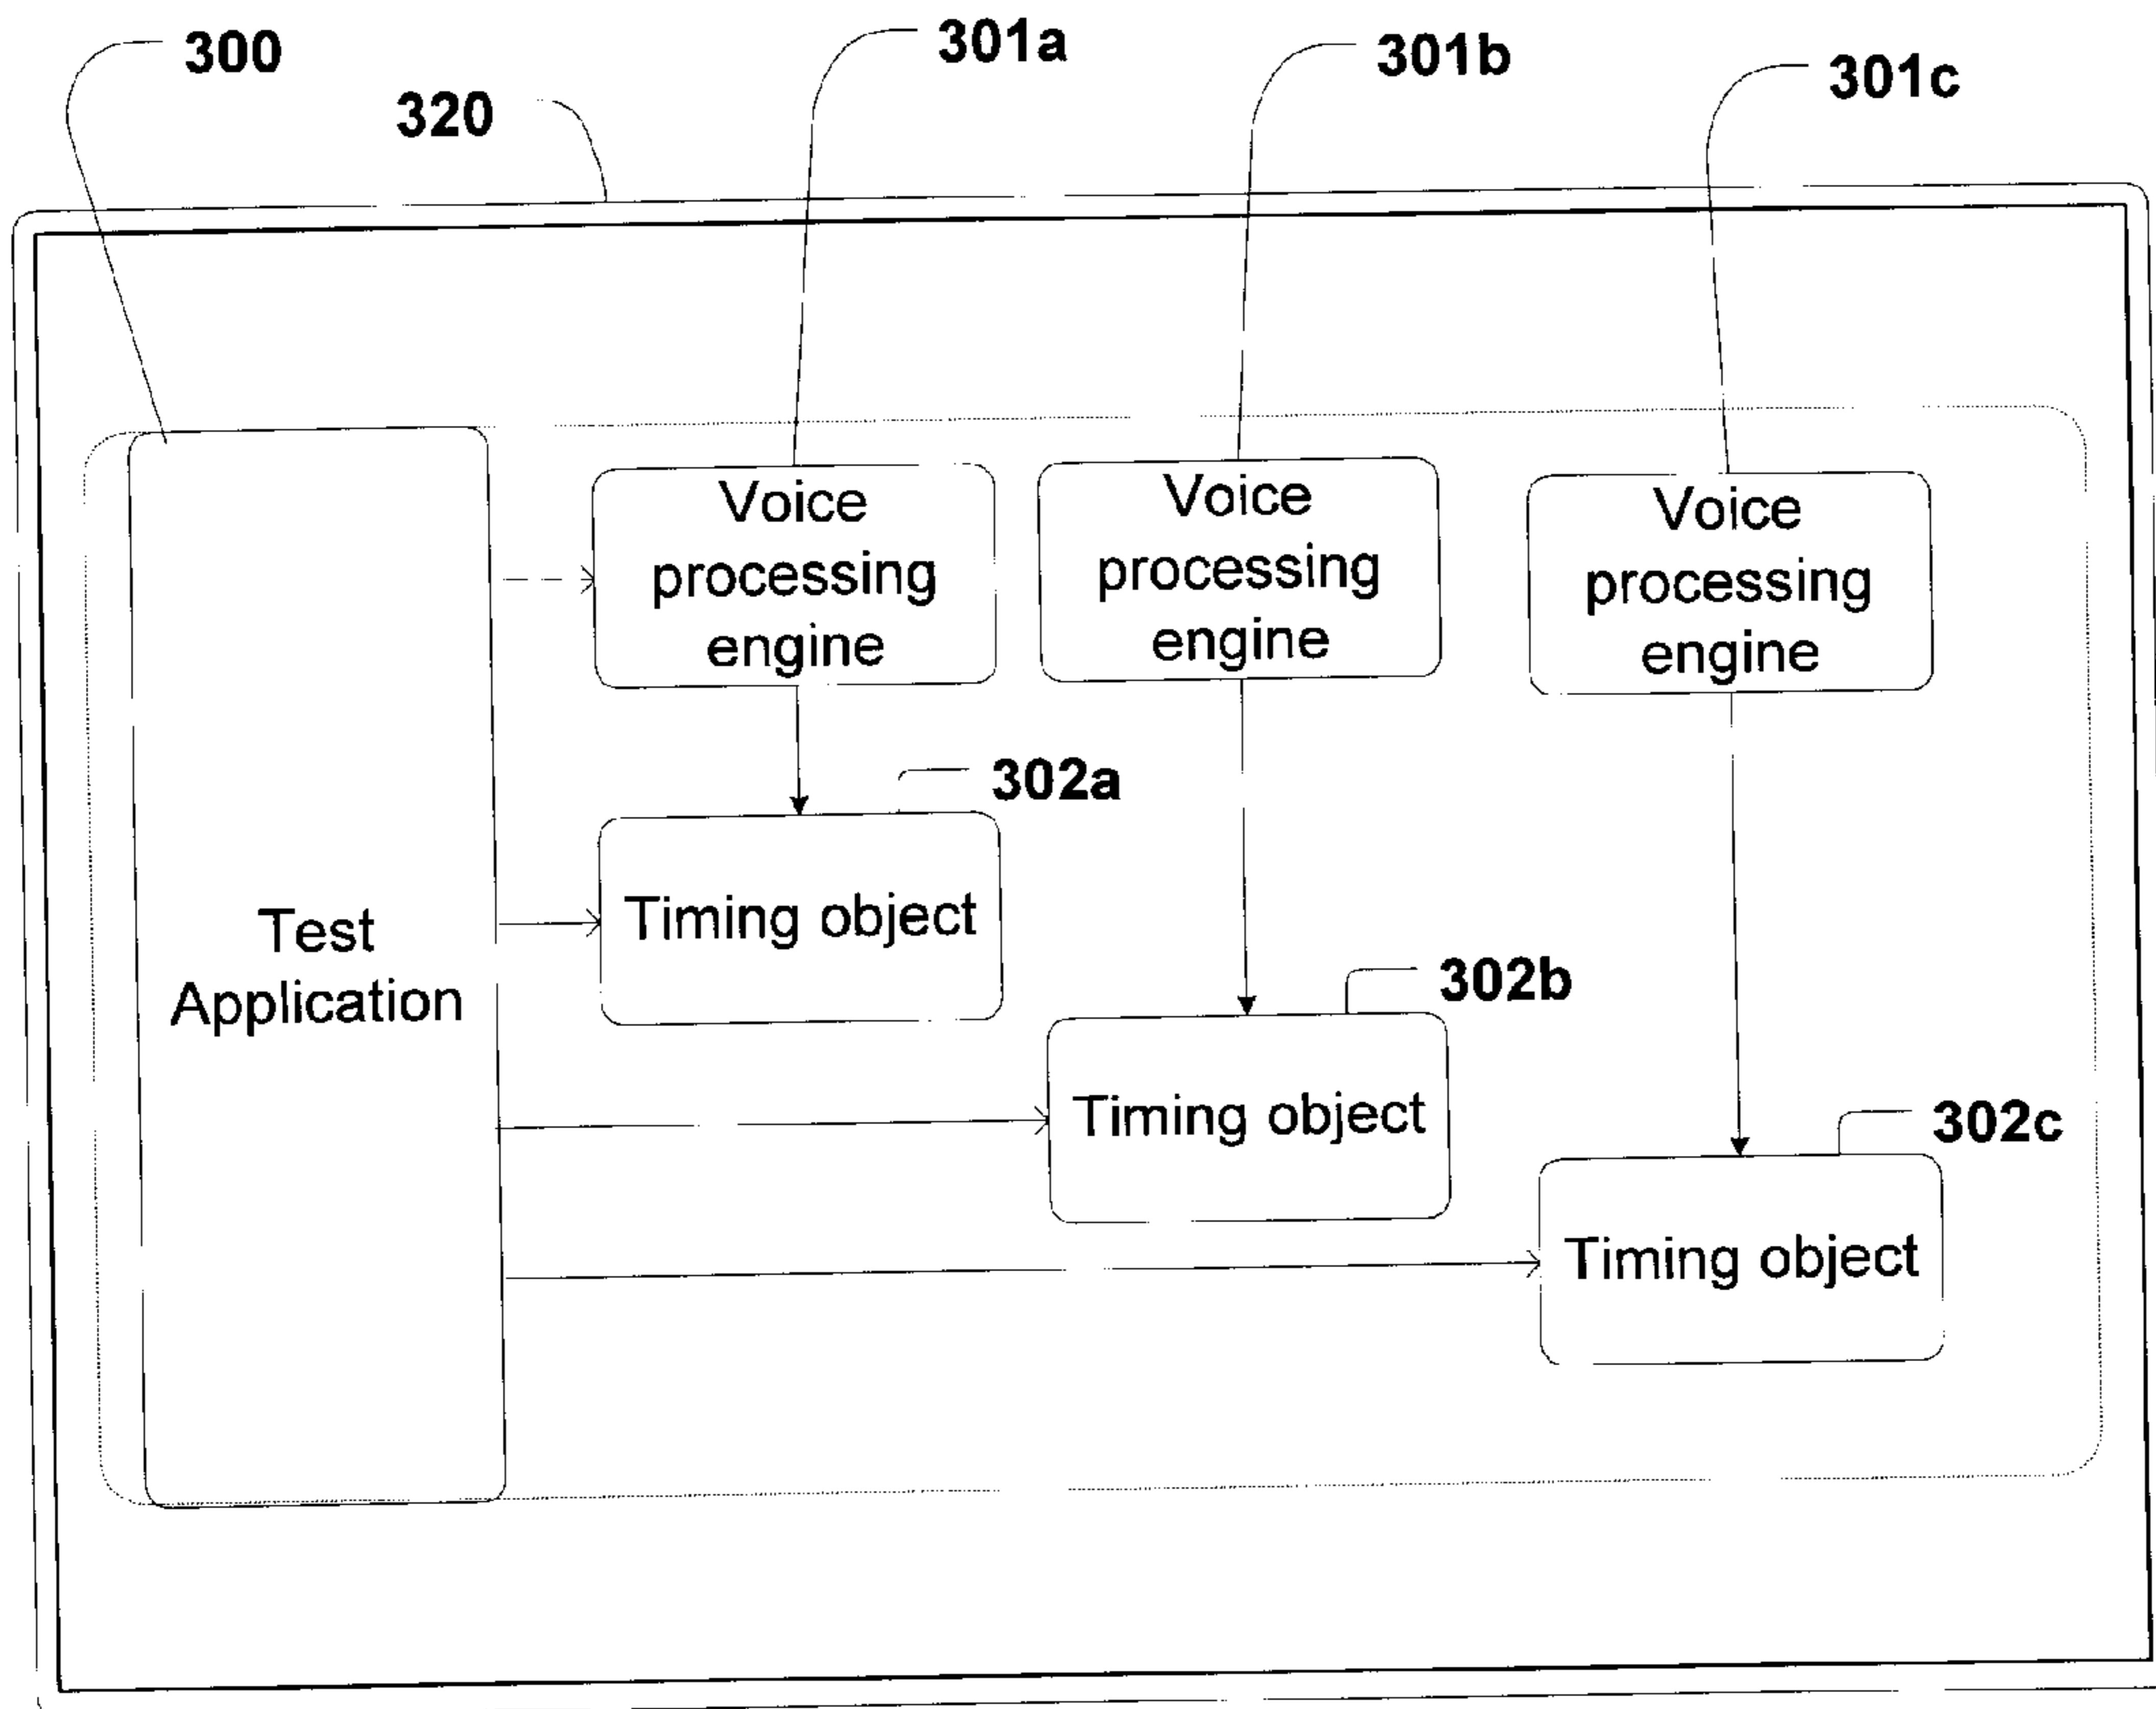 300
320
301a
301b
301c
Voice
processing
engine
Voice
processing
engine
Voice
processing
engine
302a
Timing object
Test
Application
302b
Timing object
302c
Timing object